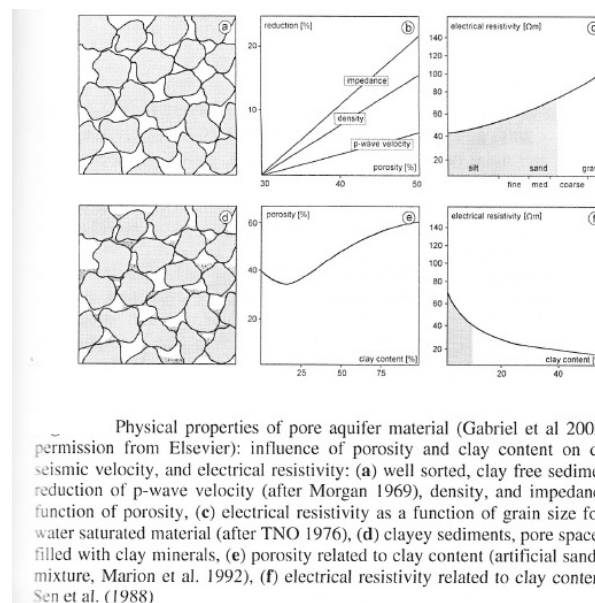 a
reduction [%]
b
20
10
impedance
density
p-wave velocity
porosity [%]
30 40 50
electrical resistivity [Ωm]
140
120
100
80
60
40
20
silt sand
fine med coarse
d
porosity [%]
e
60
40
20
clay content [%]
25 50 75
electrical resistivity [Ωm]
140
120
100
80
60
40
20
clay content
20 40
Physical properties of pore aquifer material (Gabriel et al
permission from Elsevier): influence of porosity and clay content on
seismic velocity, and electrical resistivity: (a) well sorted, clay free
reduction of p-wave velocity (after Morgan 1969), density, and
function of porosity, (c) electrical resistivity as a function of grain size
water saturated material (after TNO 1976), (d) clayey sediments, pore
filled with clay minerals, (e) porosity related to clay content (artificial
mixture, Marion et al. 1992), (f) electrical resistivity related to clay
Sen et al. (1988)